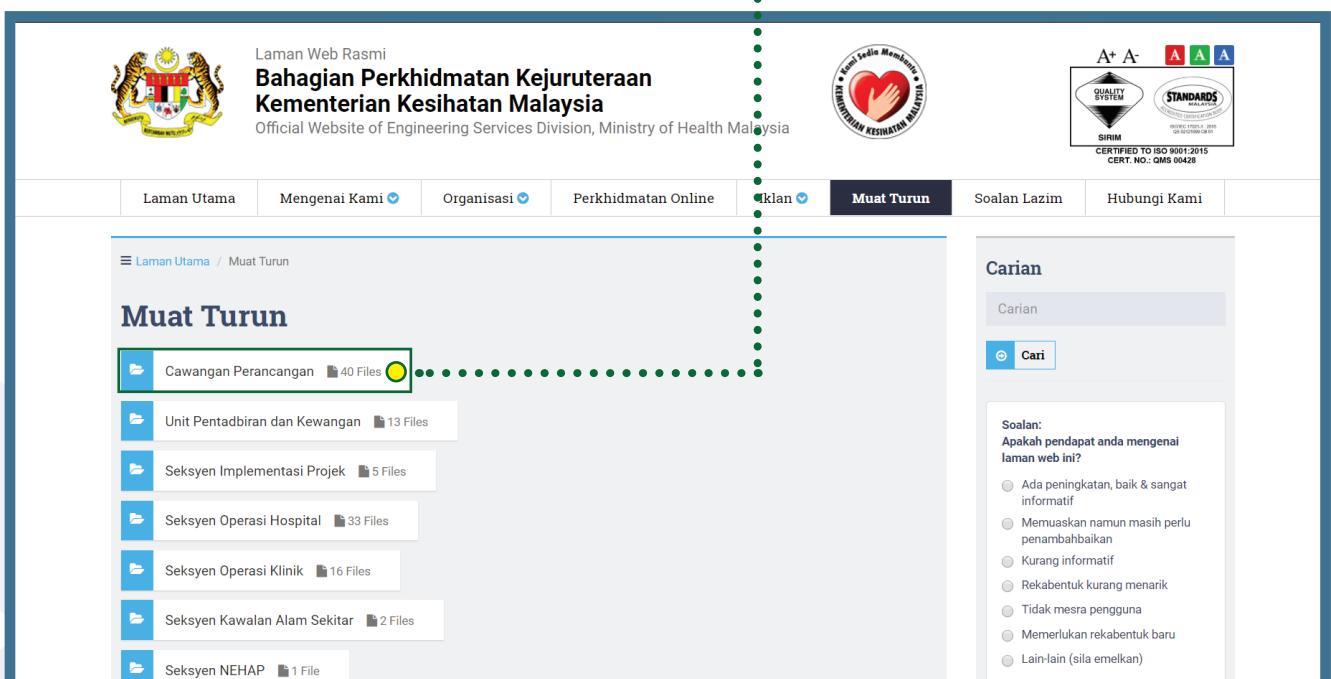 Laman Web Rasmi
Bahagian Perkhidmatan Kejuruteraan
Kementerian Kesihatan Malaysia
Official Website of Engineering Services Division, Ministry of Health Malaysia
Kami Sedia Membantu
KEMENTERIAN KESIHATAN MALAYSIA
A+ A- A A A
QUALITY
SYSTEM
SIRIM
STANDARDS
MALAYSIA
CERTIFIED TO ISO 9001:2015
CERT. NO.: QMS 00428
Laman Utama Mengenai Kami Organisasi Perkhidmatan Online Iklan Muat Turun Soalan Lazim Hubungi Kami
Laman Utama / Muat Turun
Muat Turun
Cawangan Perancangan 40 Files
Unit Pentadbiran dan Kewangan 13 Files
Seksyen Implementasi Projek 5 Files
Seksyen Operasi Hospital 33 Files
Seksyen Operasi Klinik 16 Files
Seksyen Kawalan Alam Sekitar 2 Files
Seksyen NEHAP 1 File
Carian
Carian
Cari
Soalan:
Apakah pendapat anda mengenai
laman web ini?
Ada peningkatan, baik & sangat
informatif
Memuaskan namun masih perlu
penambahbaikan
Kurang informatif
Rekabentuk kurang menarik
Tidak mesra pengguna
Memerlukan rekabentuk baru
Lain-lain (sila emelkan)